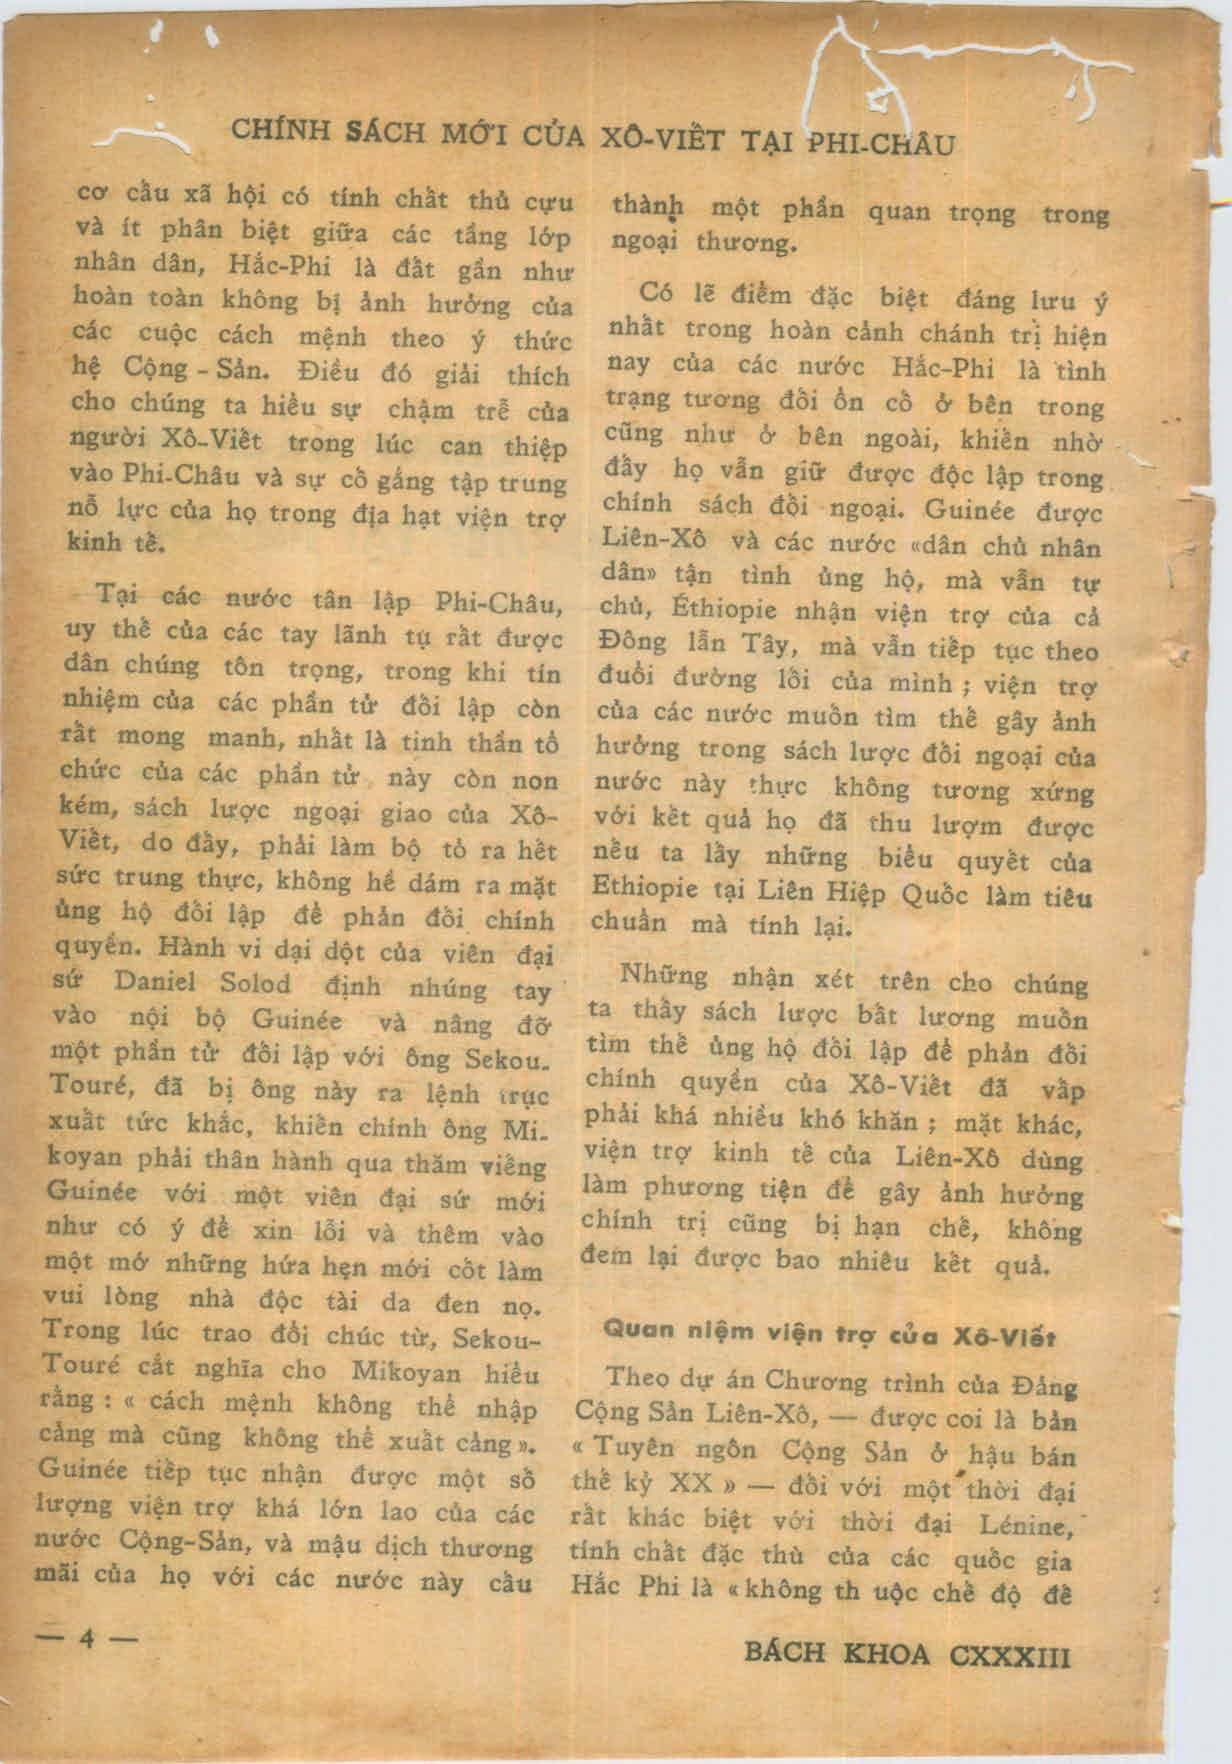 CHÍNH SÁCH MỚI CỦA XÔ-VIẾT TẠI PHI-CHÂU
cơ cấu xã hội có tính chất thủ cựu
và ít phân biệt giữa các tầng lớp
nhân dân, Hắc-Phi là đất gần như
hoàn toàn không bị ảnh hưởng của
các cuộc cách mệnh theo ý thức
hệ Cộng-Sản. Điều đó giải thích
cho chúng ta hiểu sự chậm trễ của
người Xô-Viết trong lúc can thiệp
vào Phi-Châu và sự cố gắng tập trung
nỗ lực của họ trong địa hạt viện trợ
kinh tế.
Tại các nước tân lập Phi-Châu,
uy thế của các tay lãnh tụ rất được
dân chúng tôn trọng, trong khi tín
nhiệm của các phần tử đối lập còn
rất mong manh, nhất là tinh thần tổ
chức của các phần tử này còn non
kém, sách lược ngoại giao của Xô-
Viết, do đấy, phải làm bộ tỏ ra hết
sức trung thực, không hề dám ra mặt
ủng hộ đối lập để phản đối chính
quyền. Hành vi dại dột của viên đại
sứ Daniel Solod định nhúng tay
vào nội bộ Guinée và nâng đỡ
một phần tử đối lập với ông Sekou-
Touré, đã bị ông này ra lệnh trục
xuất tức khắc, khiến chính ông Mi-
koyan phải thân hành qua thăm viếng
Guinée với một viên đại sứ mới
như có ý để xin lỗi và thêm vào
một mớ những hứa hẹn mới cốt làm
vui lòng nhà độc tài da đen nọ.
Trong lúc trao đổi chúc từ, Sekou-
Touré cắt nghĩa cho Mikoyan hiểu
rằng : « cách mệnh không thể nhập
cảng mà cũng không thể xuất cảng ».
Guinée tiếp tục nhận được một số
lượng viện trợ khá lớn lao của các
nước Cộng-Sản, và mậu dịch thương
mãi của họ với các nước này cấu
thành một phần quan trọng trong
ngoại thương.
Có lẽ điểm đặc biệt đáng lưu ý
nhất trong hoàn cảnh chánh trị hiện
nay của các nước Hắc-Phi là tình
trạng tương đối ổn cố ở bên trong
cũng như ở bên ngoài, khiến nhờ
đấy họ vẫn giữ được độc lập trong
chính sách đối ngoại. Guinée được
Liên-Xô và các nước «dân chủ nhân
dân» tận tình ủng hộ, mà vẫn tự
chủ, Éthiopie nhận viện trợ của cả
Đông lẫn Tây, mà vẫn tiếp tục theo
đuổi đường lối của mình ; viện trợ
của các nước muốn tìm thế gây ảnh
hưởng trong sách lược đối ngoại của
nước này thực không tương xứng
với kết quả họ đã thu lượm được
nếu ta lấy những biểu quyết của
Ethiopie tại Liên Hiệp Quốc làm tiêu
chuẩn mà tính lại.
Những nhận xét trên cho chúng
ta thấy sách lược bất lương muốn
tìm thế ủng hộ đối lập để phản đối
chính quyền của Xô-Viết đã vấp
phải khá nhiều khó khăn ; mặt khác,
viện trợ kinh tế của Liên-Xô dùng
làm phương tiện để gây ảnh hưởng
chính trị cũng bị hạn chế, không
đem lại được bao nhiêu kết quả.
Quan niệm viện trợ của Xô-Viết
Theo dự án Chương trình của Đảng
Cộng Sản Liên-Xô, — được coi là bản
« Tuyên ngôn Cộng Sản ở hậu bán
thế kỷ XX » — đối với một thời đại
rất khác biệt với thời đại Lénine,
tính chất đặc thù của các quốc gia
Hắc Phi là « không th uộc chế độ đế
— 4 —
BÁCH KHOA CXXXIII